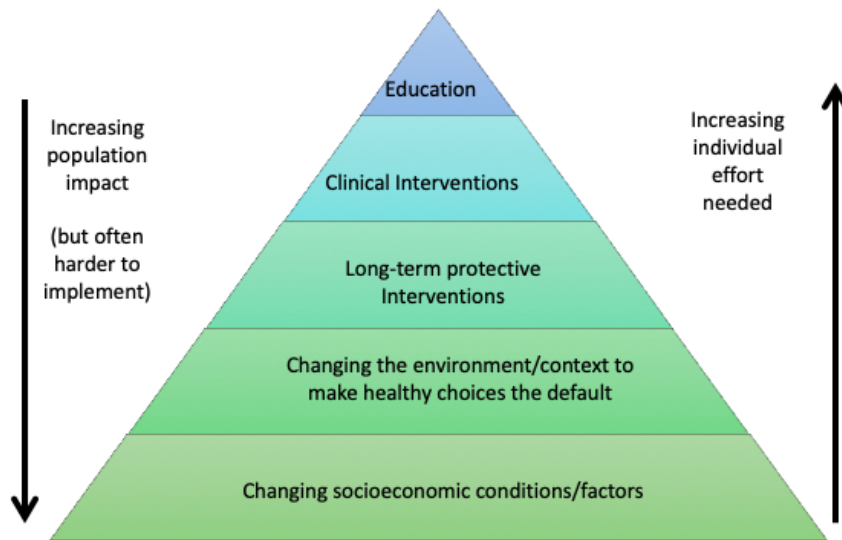 Education
Increasing
population
impact
(but often
harder to
implement)
Increasing
individual
effort
needed
Clinical Interventions
Long-term protective
Interventions
Changing the environment/context to
make healthy choices the default
Changing socioeconomic conditions/factors